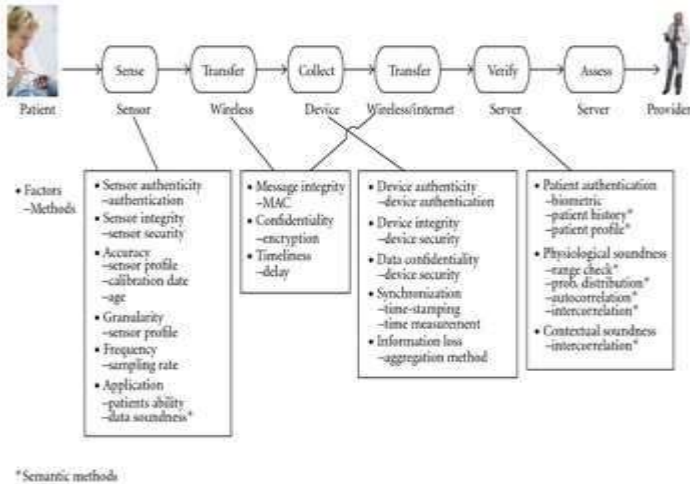 Sense
Transfer
Collect
Transfer
Verify
Assess
Patient
Sensor
Wireless
Device
Wireless/internet
Server
Server
Provider
• Factors
–Methods
• Sensor authenticity
–authentication
• Sensor integrity
–sensor security
• Accuracy
–sensor profile
–calibration date
–age
• Granularity
–sensor profile
• Frequency
–sampling rate
• Application
–patients ability
–data soundness*
• Message integrity
–MAC
• Confidentiality
–encryption
• Timeliness
–delay
• Device authenticity
–device authentication
• Device integrity
–device security
• Data confidentiality
–device security
• Synchronization
–time-stamping
–time measurement
• Information loss
–aggregation method
• Patient authentication
–biometric
–patient history*
–patient profile*
• Physiological soundness
–range check*
–prob. distribution*
–autocorrelation*
–intercorrelation*
• Contextual soundness
–intercorrelation*
*Semantic methods